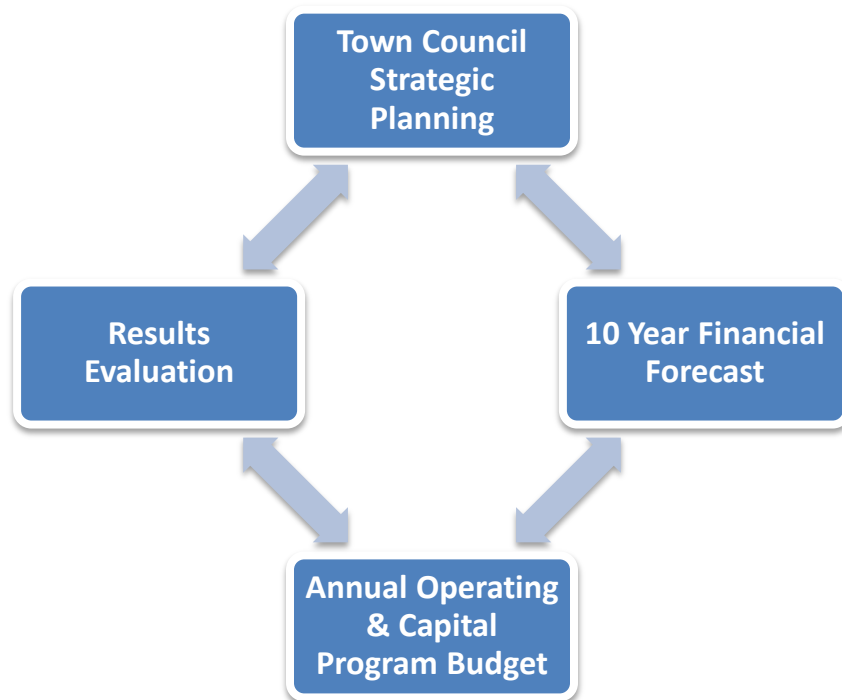 Town Council
Strategic
Planning
Results
Evaluation
10 Year Financial
Forecast
Annual Operating
& Capital
Program Budget